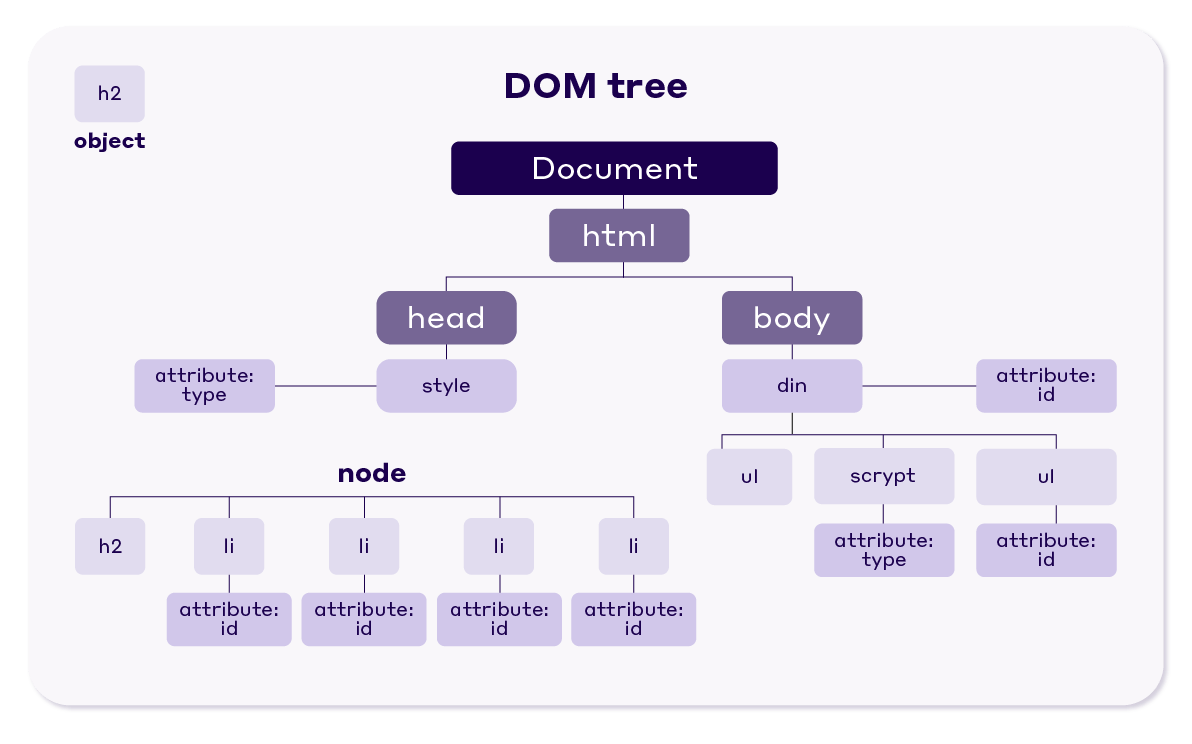 DOM tree
h2
object
Document
html
head
body
attribute:
type
style
din
attribute:
id
ul
scrypt
ul
attribute:
type
attribute:
id
node
h2
li
li
li
li
attribute:
id
attribute:
id
attribute:
id
attribute:
id